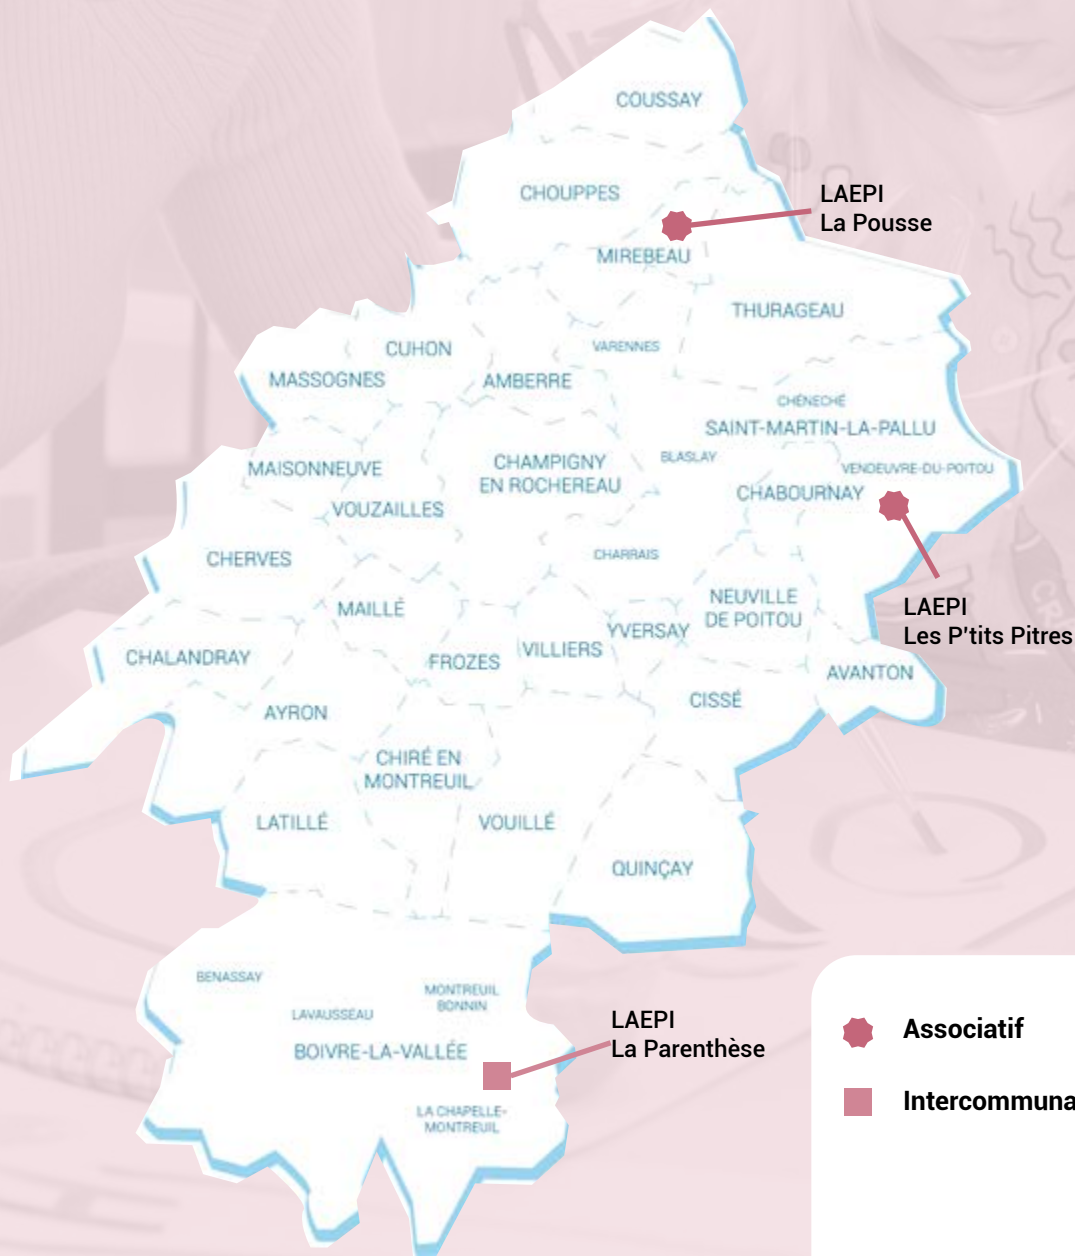 COUSSAY
CHOUPPES
LAEPI
La Pousse
MIREBEAU
THURAGEAU
CUHON
VARENNES
MASSOGNES
AMBERRE
CHÉNECHÉ
SAINT-MARTIN-LA-PALLU
MAISONNEUVE
CHAMPIGNY
EN ROCHEREAU
BLASLAY
VENDEUVRE-DU-POITOU
CHABOURNAY
VOUZAILLES
CHERVES
CHARRAIS
MAILLÉ
NEUVILLE
DE POITOU
LAEPI
Les P'tits Pitres
YVERSAY
VILLIERS
CHALANDRAY
FROZES
AVANTON
CISSÉ
AYRON
CHIRÉ EN
MONTREUIL
LATILLÉ
VOUILLÉ
QUINÇAY
BENASSAY
MONTREUIL
BONNIN
LAVAUSSEAU
BOIVRE-LA-VALLÉE
LAEPI
La Parenthèse
LA CHAPELLE-
MONTREUIL
Associatif
Intercommuna